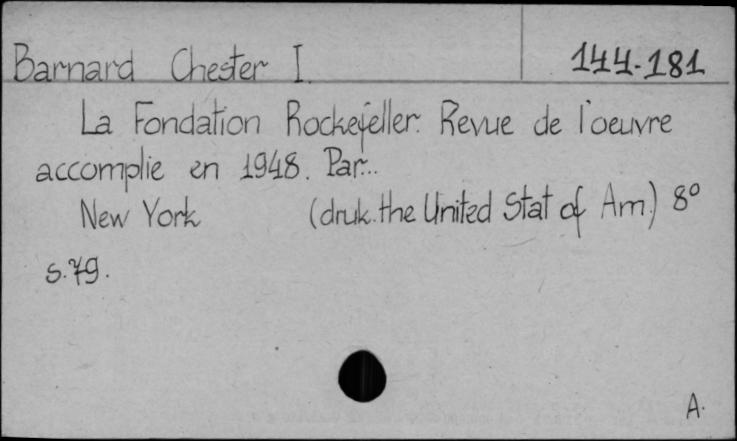 Barnard Chester I. 144-181
La Fondation Rockefeller. Revue de l'oeuvre
accomplie en 1948. Par...
New York (druk. the United Stat of Am.) 8°
s. 79.
A.